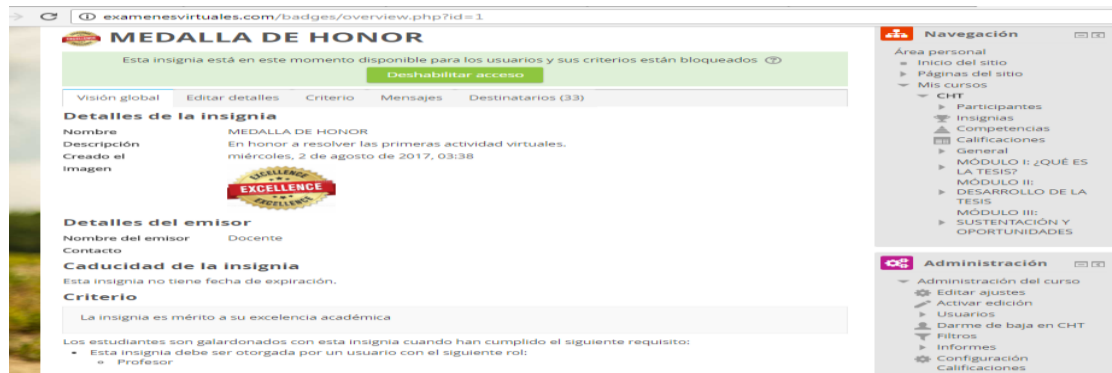 examenesvirtuales.com/badges/overview.php?id=1
MEDALLA DE HONOR
Esta insignia está en este momento disponible para los usuarios y sus criterios están bloqueados
Deshabilitar acceso
Visión global Editar detalles Criterio Mensajes Destinatarios (33)
Detalles de la insignia
Nombre MEDALLA DE HONOR
Descripción En honor a resolver las primeras actividad virtuales.
Creado el miércoles, 2 de agosto de 2017, 03:38
Imagen
EXCELLENCE
EXCELLENCE
EXCELLENCE
Detalles del emisor
Nombre del emisor Docente
Contacto
Caducidad de la insignia
Esta insignia no tiene fecha de expiración.
Criterio
La insignia es mérito a su excelencia académica
Los estudiantes son galardonados con esta insignia cuando han cumplido el siguiente requisito:
Esta insignia debe ser otorgada por un usuario con el siguiente rol:
Profesor
Navegación
Área personal
Inicio del sitio
Páginas del sitio
Mis cursos
CHT
Participantes
Insignias
Competencias
Calificaciones
General
MÓDULO I: ¿QUÉ ES
LA TESIS?
MÓDULO II:
DESARROLLO DE LA
TESIS
MÓDULO III:
SUSTENTACIÓN Y
OPORTUNIDADES
Administración
Administración del curso
Editar ajustes
Activar edición
Usuarios
Darme de baja en CHT
Filtros
Informes
Configuración
Calificaciones